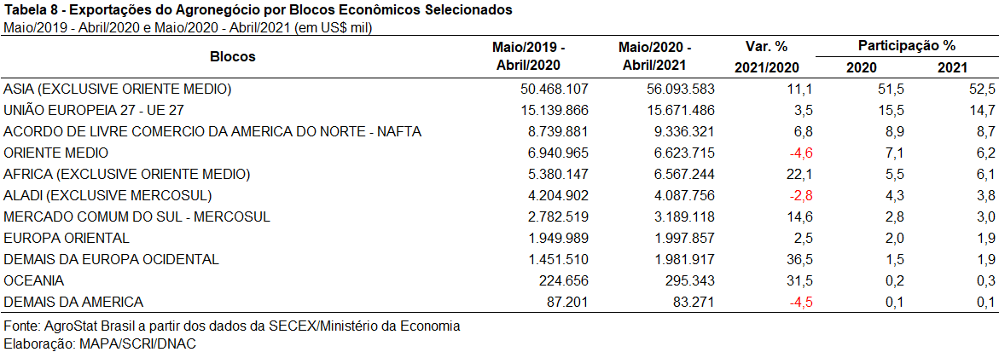 Tabela 8 - Exportações do Agronegócio por Blocos Econômicos Selecionados
Maio/2019 - Abril/2020 e Maio/2020 - Abril/2021 (em US$ mil)
Blocos Maio/2019 - Abril/2020 Maio/2020 - Abril/2021 Var. % 2021/2020 Participação % 2020 2021
ASIA (EXCLUSIVE ORIENTE MEDIO) 50.468.107 56.093.583 11,1 51,5 52,5
UNIÃO EUROPEIA 27 - UE 27 15.139.866 15.671.486 3,5 15,5 14,7
ACORDO DE LIVRE COMERCIO DA AMERICA DO NORTE - NAFTA 8.739.881 9.336.321 6,8 8,9 8,7
ORIENTE MEDIO 6.940.965 6.623.715 -4,6 7,1 6,2
AFRICA (EXCLUSIVE ORIENTE MEDIO) 5.380.147 6.567.244 22,1 5,5 6,1
ALADI (EXCLUSIVE MERCOSUL) 4.204.902 4.087.756 -2,8 4,3 3,8
MERCADO COMUM DO SUL - MERCOSUL 2.782.519 3.189.118 14,6 2,8 3,0
EUROPA ORIENTAL 1.949.989 1.997.857 2,5 2,0 1,9
DEMAIS DA EUROPA OCIDENTAL 1.451.510 1.981.917 36,5 1,5 1,9
OCEANIA 224.656 295.343 31,5 0,2 0,3
DEMAIS DA AMERICA 87.201 83.271 -4,5 0,1 0,1
Fonte: AgroStat Brasil a partir dos dados da SECEX/Ministério da Economia
Elaboração: MAPA/SCRI/DNAC